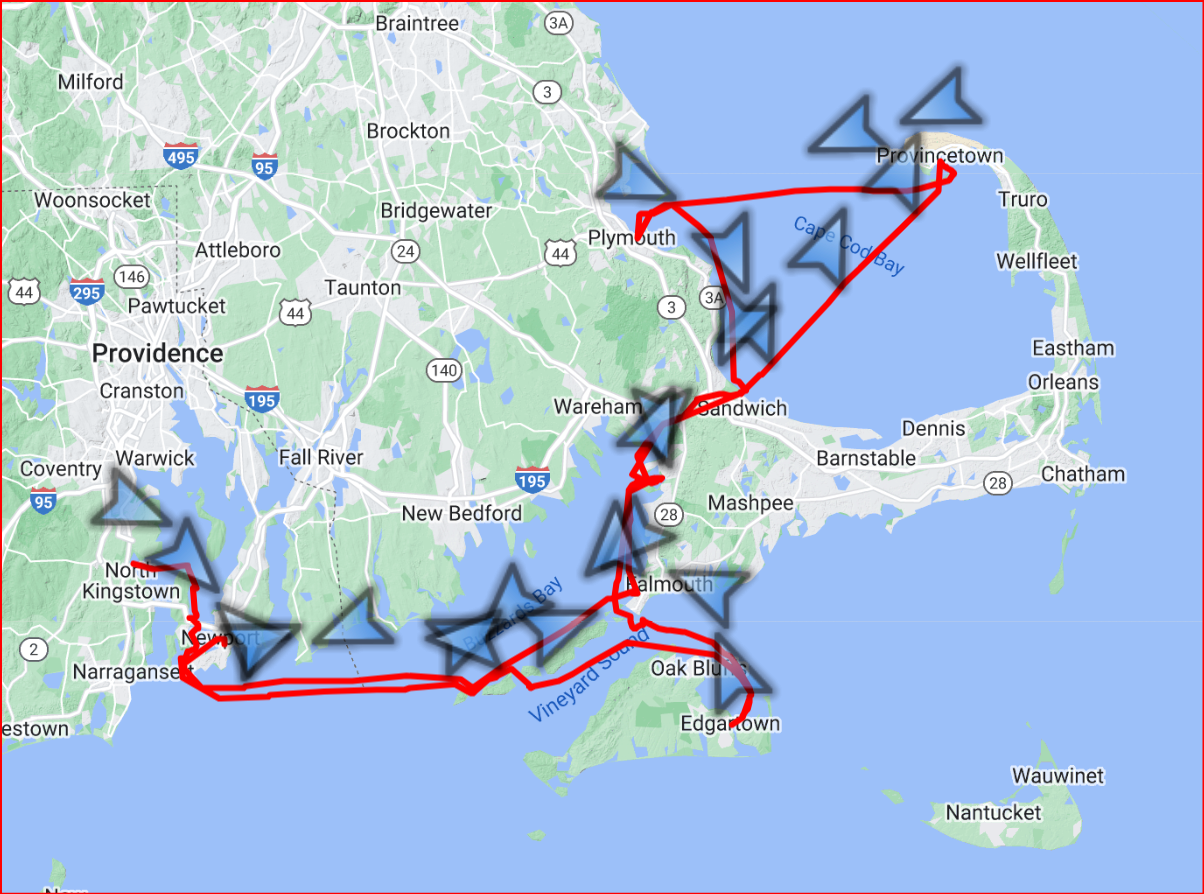 Braintree
3A
Milford
3
Brockton
495
95
Provincetown
Woonsocket
Truro
Bridgewater
Plymouth
Cape Cod Bay
Attleboro
24
44
Wellfleet
146
44
295
Taunton
3A
Pawtucket
44
3
Providence
Eastham
140
Cranston
Orleans
195
Wareham
Sandwich
Dennis
Warwick
Fall River
Barnstable
Coventry
Chatham
195
28
95
Mashpee
New Bedford
28
North
Kingstown
Falmouth
Buzzards Bay
Newport
2
Vineyard Sound
Narragansett
Oak Bluffs
Edgartown
estown
Wauwinet
Nantucket